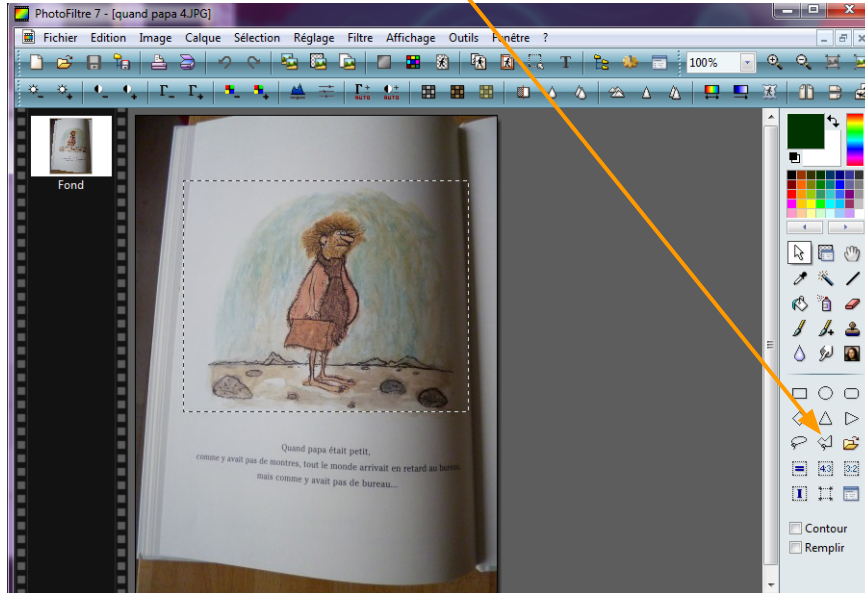 PhotoFiltre 7 - [quand papa 4.JPG]
Fichier Edition Image Calque Sélection Réglage Filtre Affichage Outils Fenêtre ?
T 100%
AUTO AUTO
Fond
Quand papa était petit,
comme y avait pas de montres, tout le monde arrivait en retard au bureau,
mais comme y avait pas de bureau...
4:3 3:2
Contour
Remplir